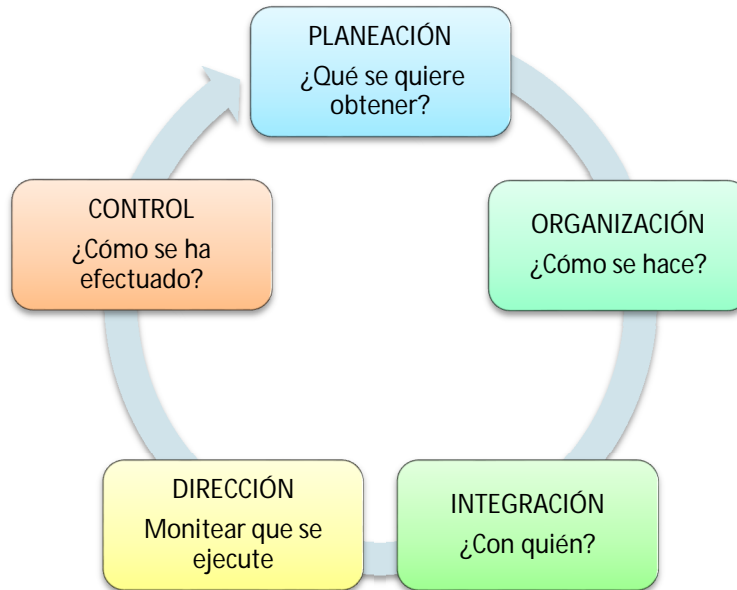 PLANEACIÓN
¿Qué se quiere
obtener?
ORGANIZACIÓN
¿Cómo se hace?
INTEGRACIÓN
¿Con quién?
DIRECCIÓN
Monitear que se
ejecute
CONTROL
¿Cómo se ha
efectuado?